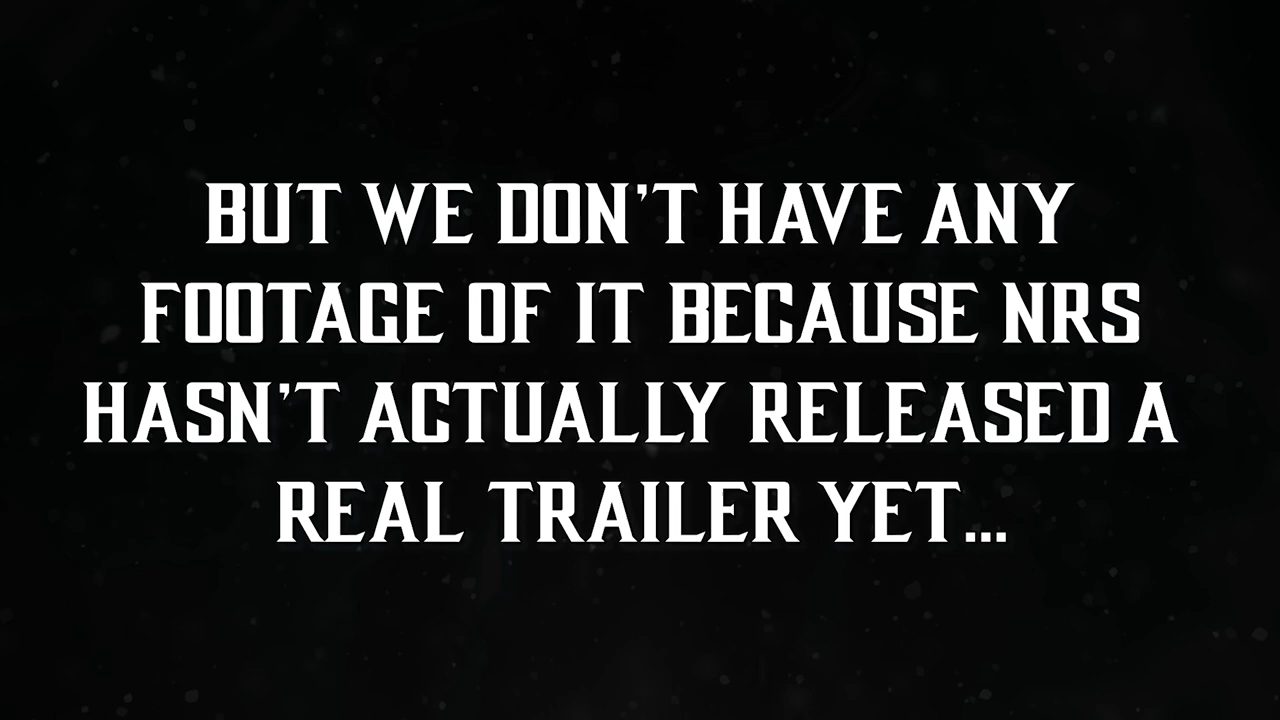 BUT WE DON'T HAVE ANY
FOOTAGE OF IT BECAUSE NRS
HASN'T ACTUALLY RELEASED A
REAL TRAILER YET...